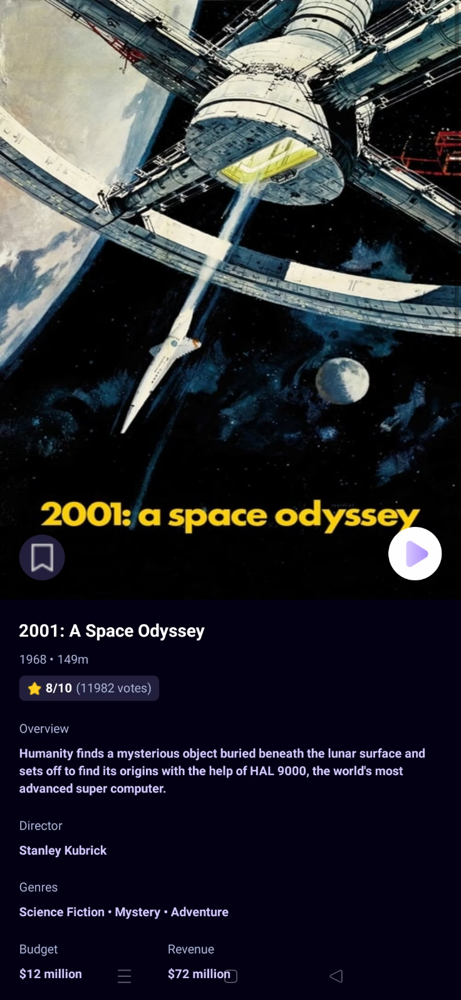 2001: a space odyssey
2001: A Space Odyssey
1968 • 149m
8/10 (11982 votes)
Overview
Humanity finds a mysterious object buried beneath the lunar surface and
sets off to find its origins with the help of HAL 9000, the world's most
advanced super computer.
Director
Stanley Kubrick
Genres
Science Fiction • Mystery • Adventure
Budget Revenue
$12 million $72 million